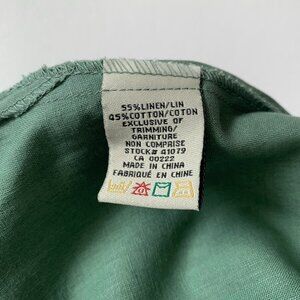 55%LINEN/LIN
45%COTTON/COTON
EXCLUSIVE OF
TRIMMING/
GARNITURE
NON COMPRISE
STOCK# 41079
CA 00222
MADE IN CHINA
FABRIQUÉ EN CHINE